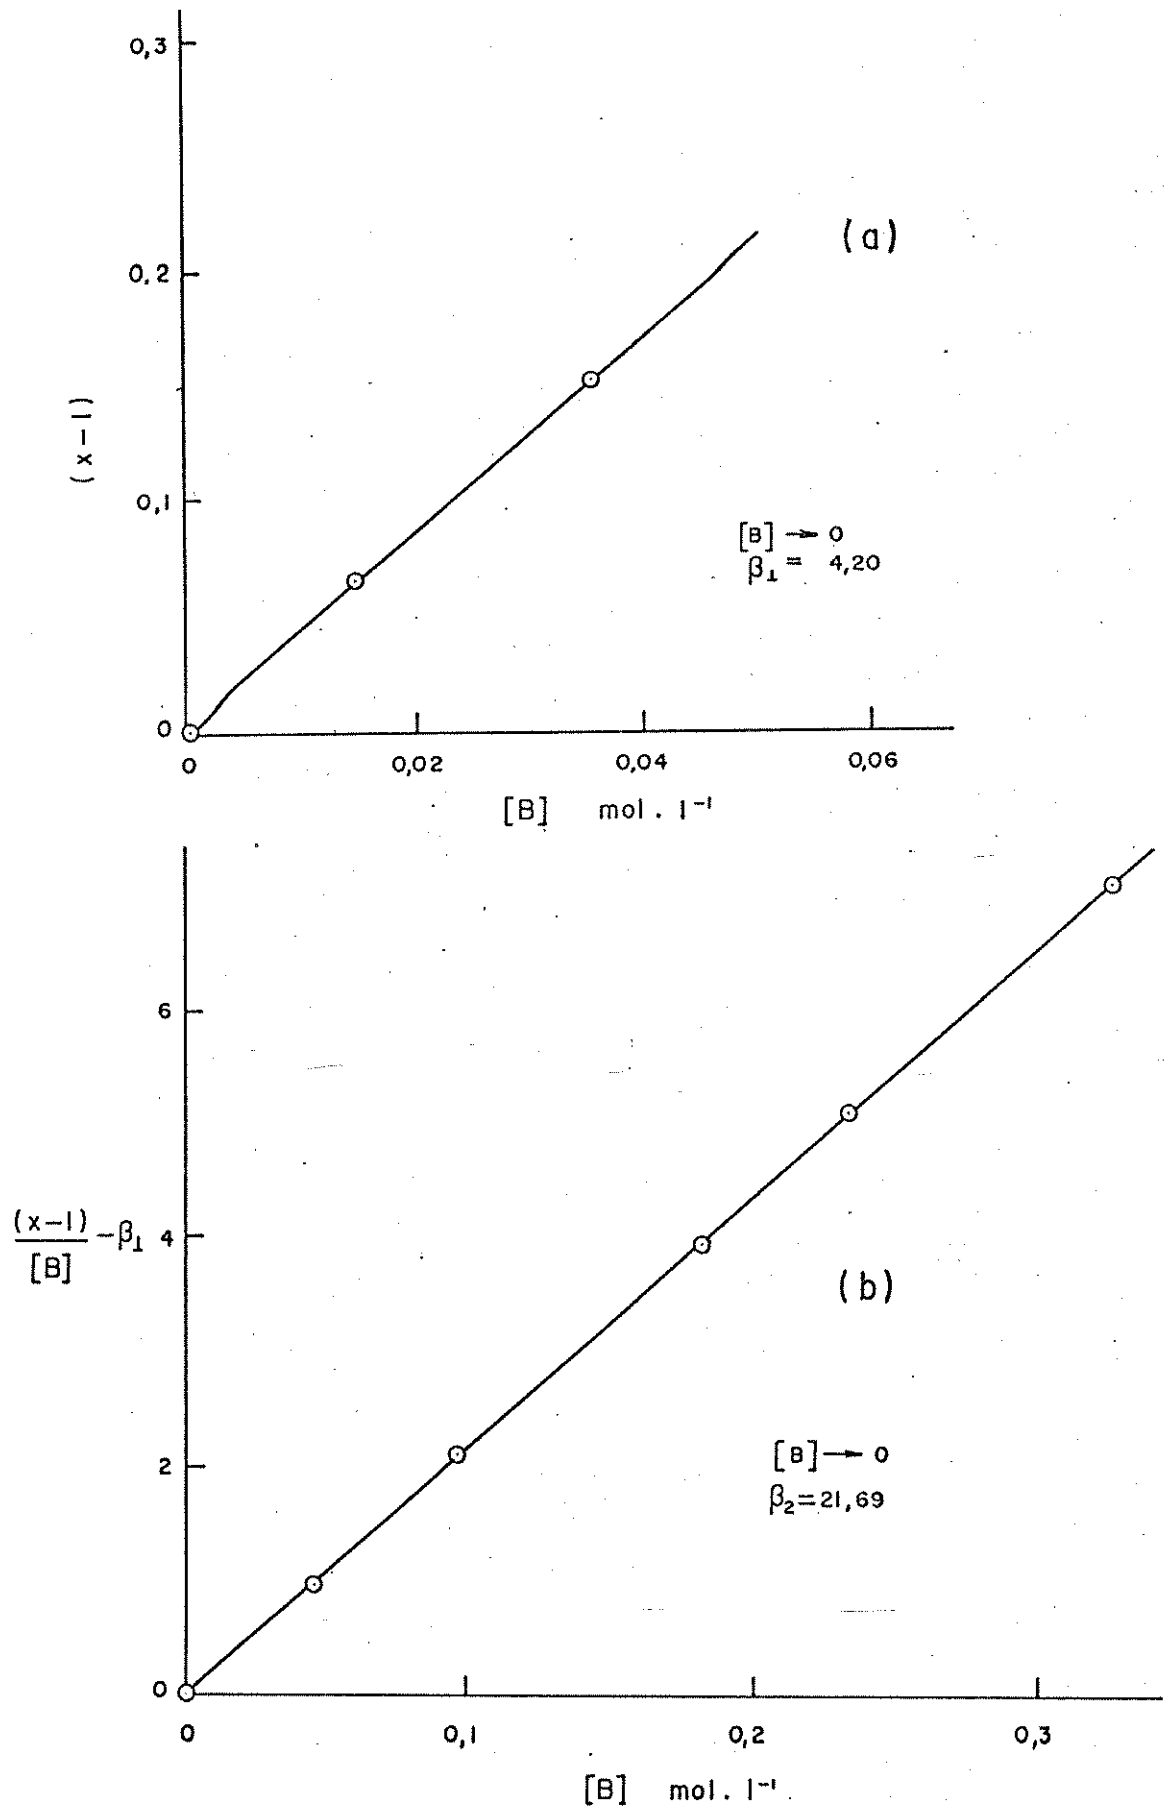 0,3
(a)
0,2
(x-1)
0,1
[B] → 0
β₁ = 4,20
0
0 0,02 0,04 0,06
[B] mol . l⁻¹
6
(x-1)
[B]
-β₁
4
(b)
2
[B] → 0
β₂=21,69
0
0 0,1 0,2 0,3
[B] mol . l⁻¹